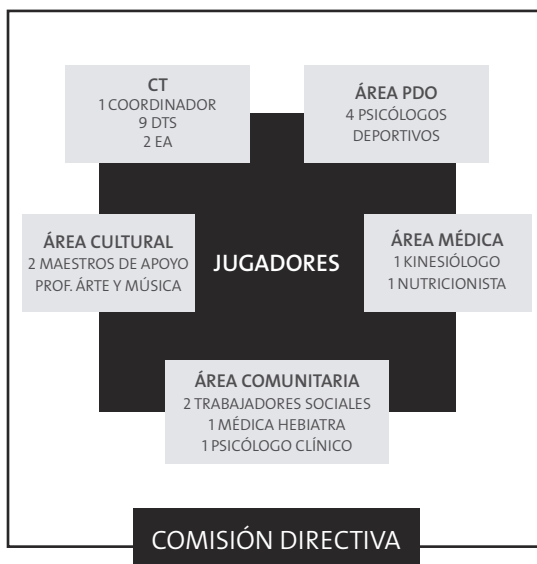 CT
1 COORDINADOR
9 DTS
2 EA
ÁREA PDO
4 PSICÓLOGOS
DEPORTIVOS
ÁREA CULTURAL
2 MAESTROS DE APOYO
PROF. ÁRTE Y MÚSICA
JUGADORES
ÁREA MÉDICA
1 KINESIÓLOGO
1 NUTRICIONISTA
ÁREA COMUNITARIA
2 TRABAJADORES SOCIALES
1 MÉDICA HEBIATRA
1 PSICÓLOGO CLÍNICO
COMISIÓN DIRECTIVA